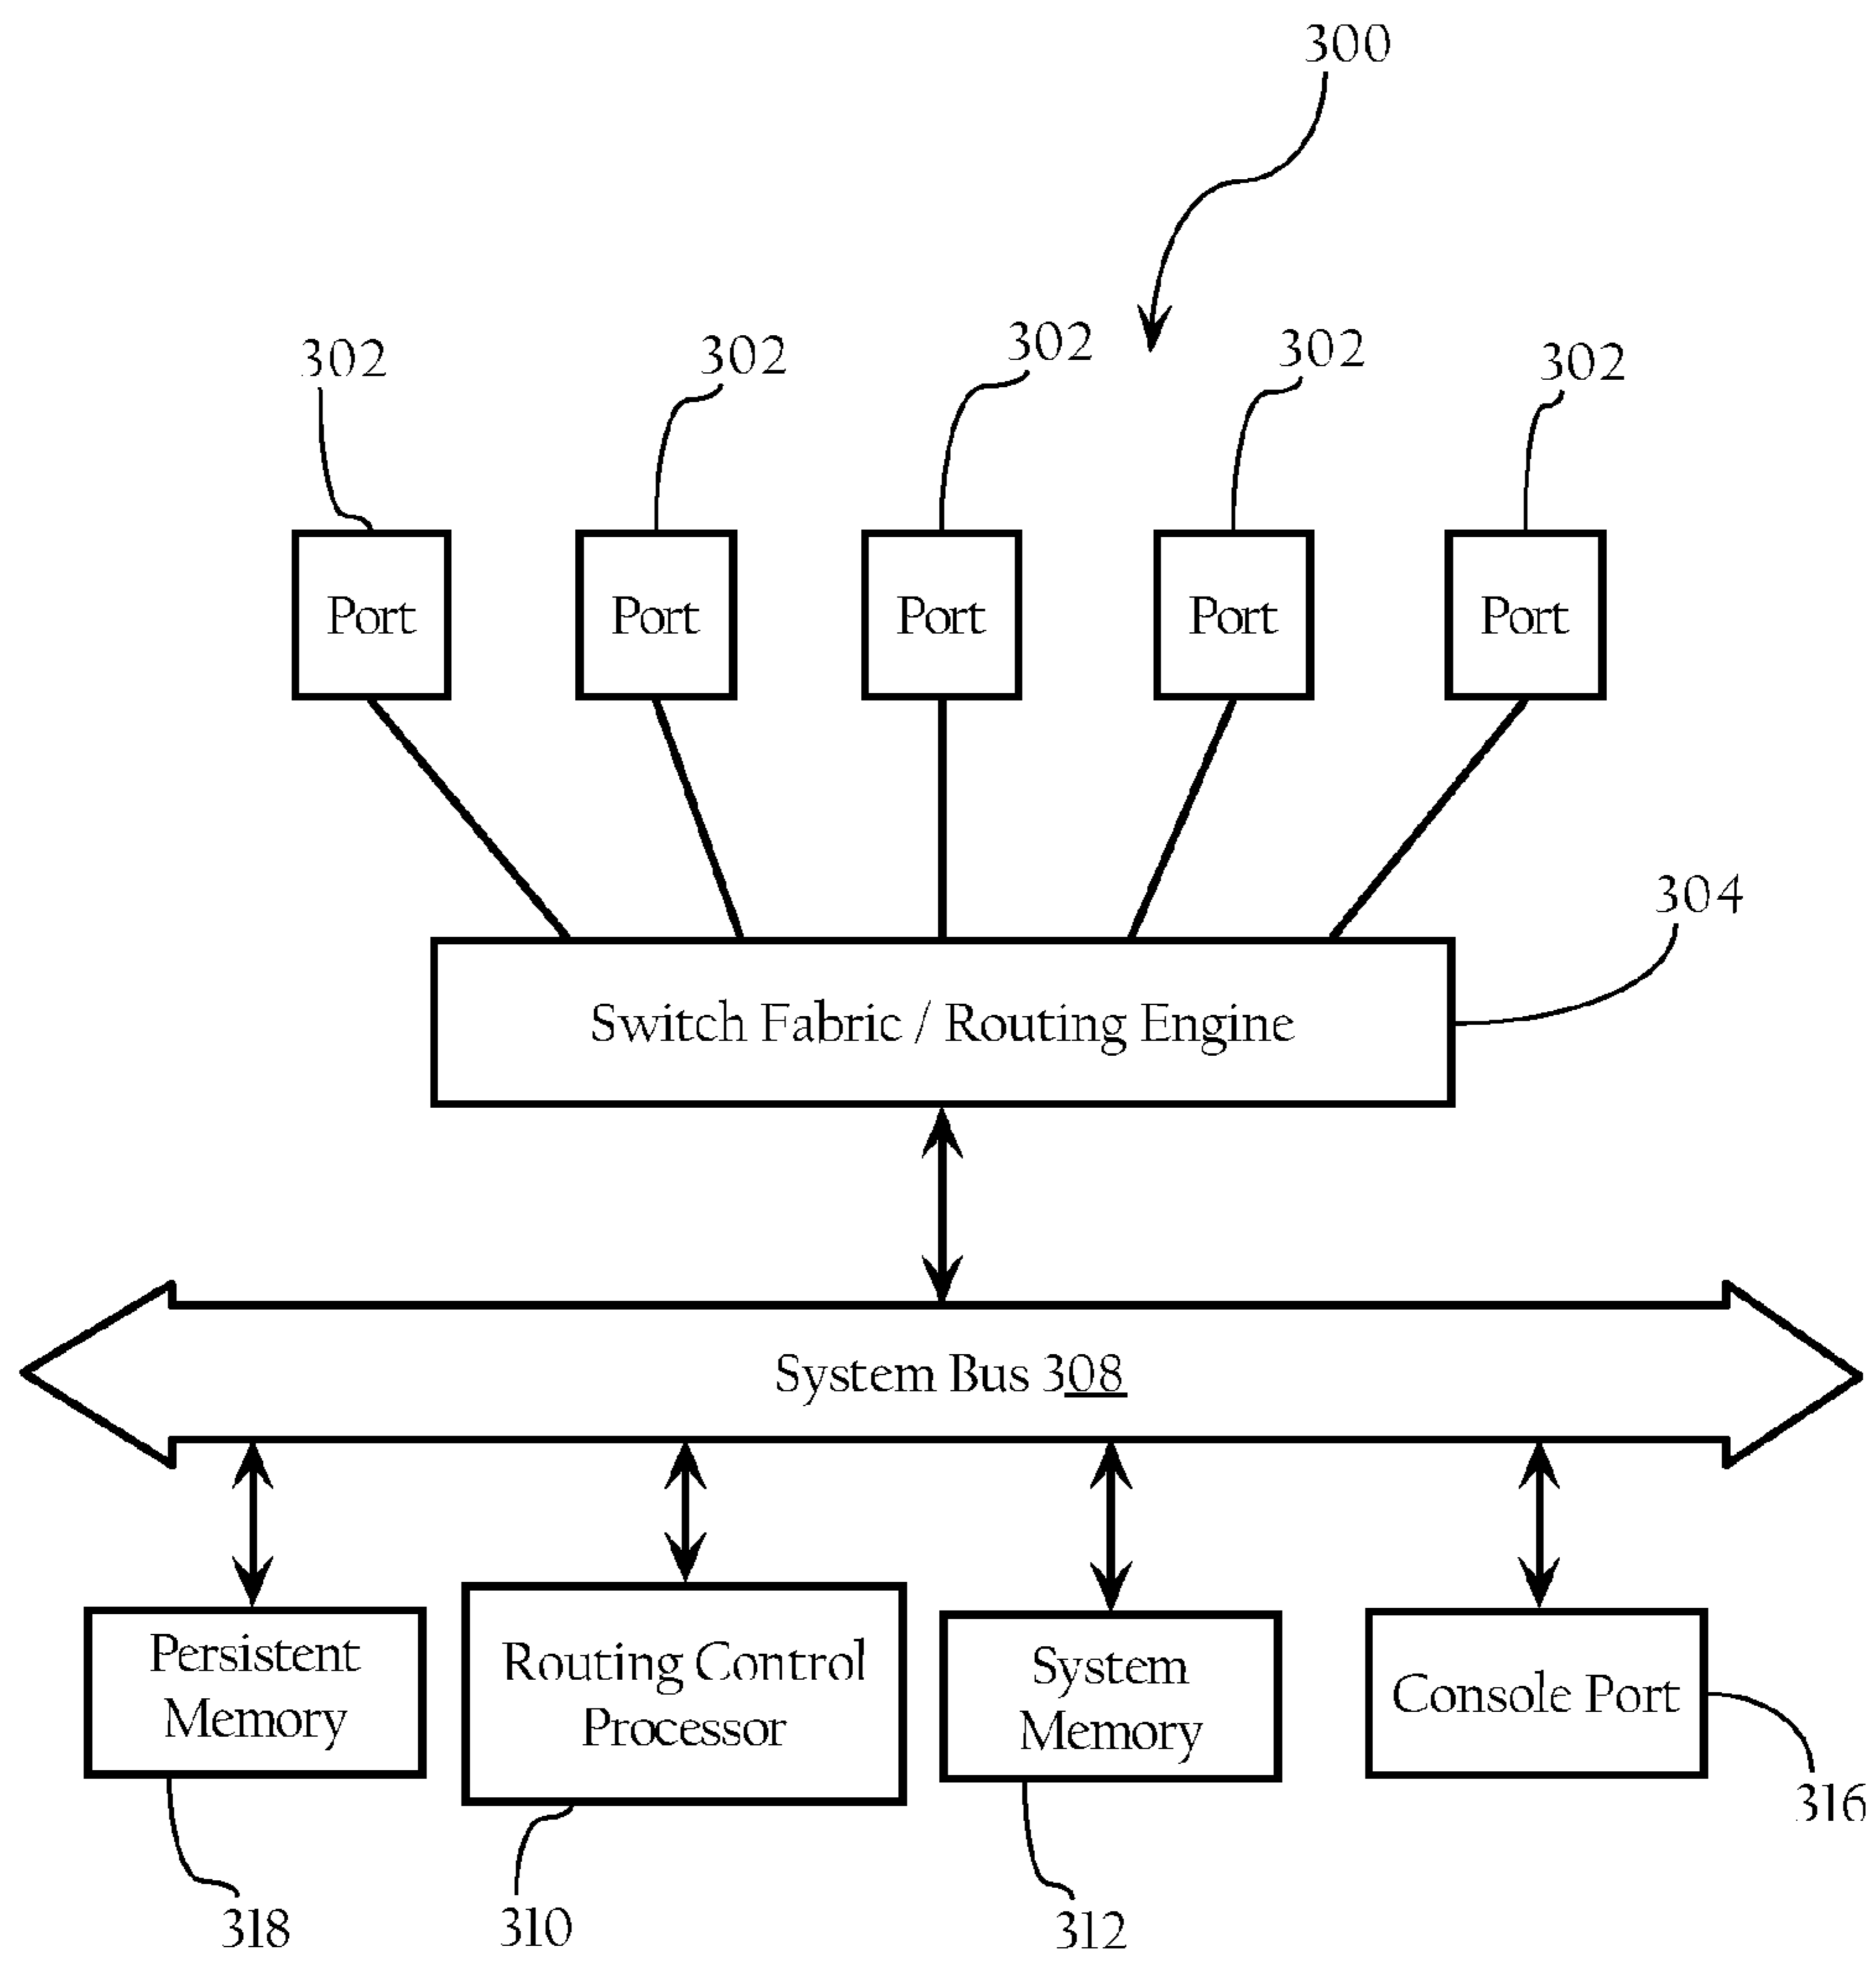 300
302
302
302
302
302
Port
Port
Port
Port
Port
304
Switch Fabric / Routing Engine
System Bus 308
Persistent
Memory
Routing Control
Processor
System
Memory
Console Port
316
318
310
312